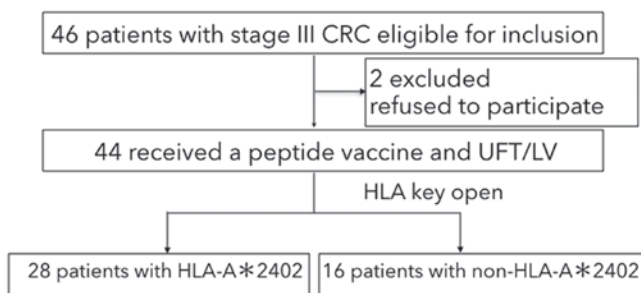 46 patients with stage III CRC eligible for inclusion
2 excluded
refused to participate
44 received a peptide vaccine and UFT/LV
HLA key open
28 patients with HLA-A*2402
16 patients with non-HLA-A*2402